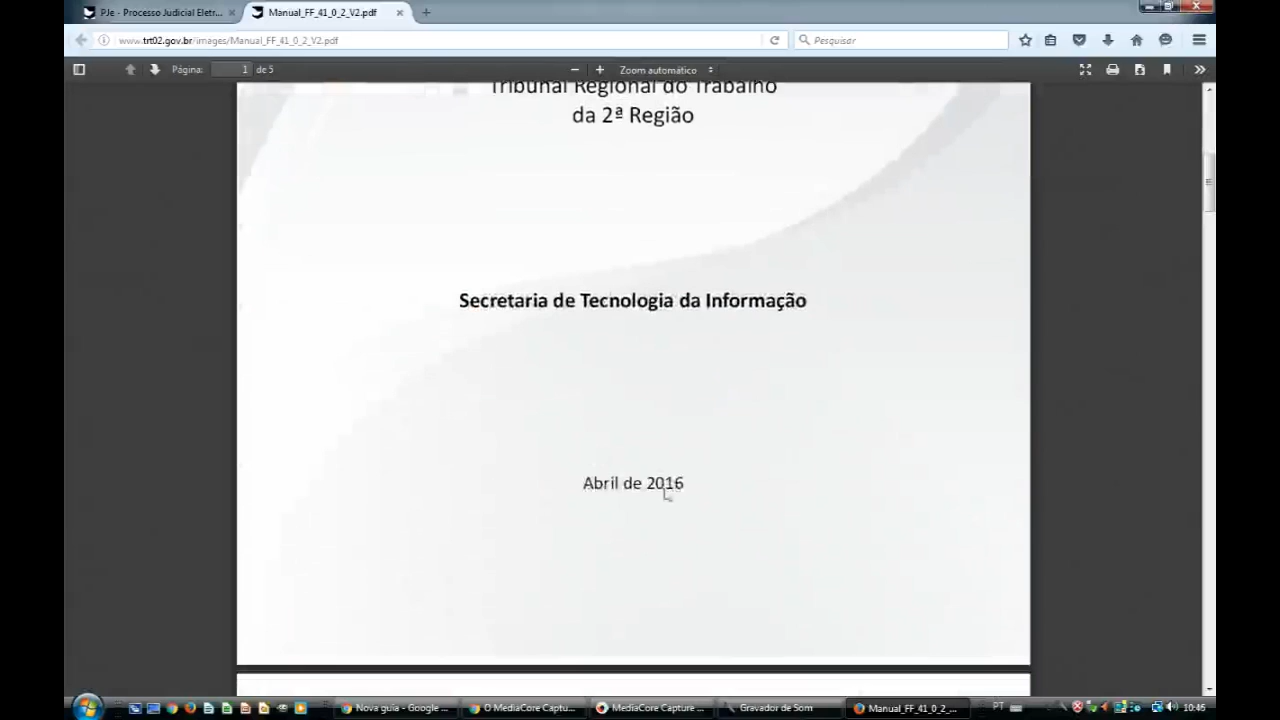 PJe - Processo Judicial Eletr...
Manual_FF_41_0_2_V2.pdf
www.trt02.gov.br/images/Manual_FF_41_0_2_V2.pdf
Pesquisar
Página: 1 de 5
Zoom automático
Tribunal Regional do Trabalho
da 2ª Região
Secretaria de Tecnologia da Informação
Abril de 2016
Nova guia - Google ...
O MediaCore Captu...
MediaCore Capture ...
Gravador de Som
Manual_FF_41_0_2_...
PT
10:46